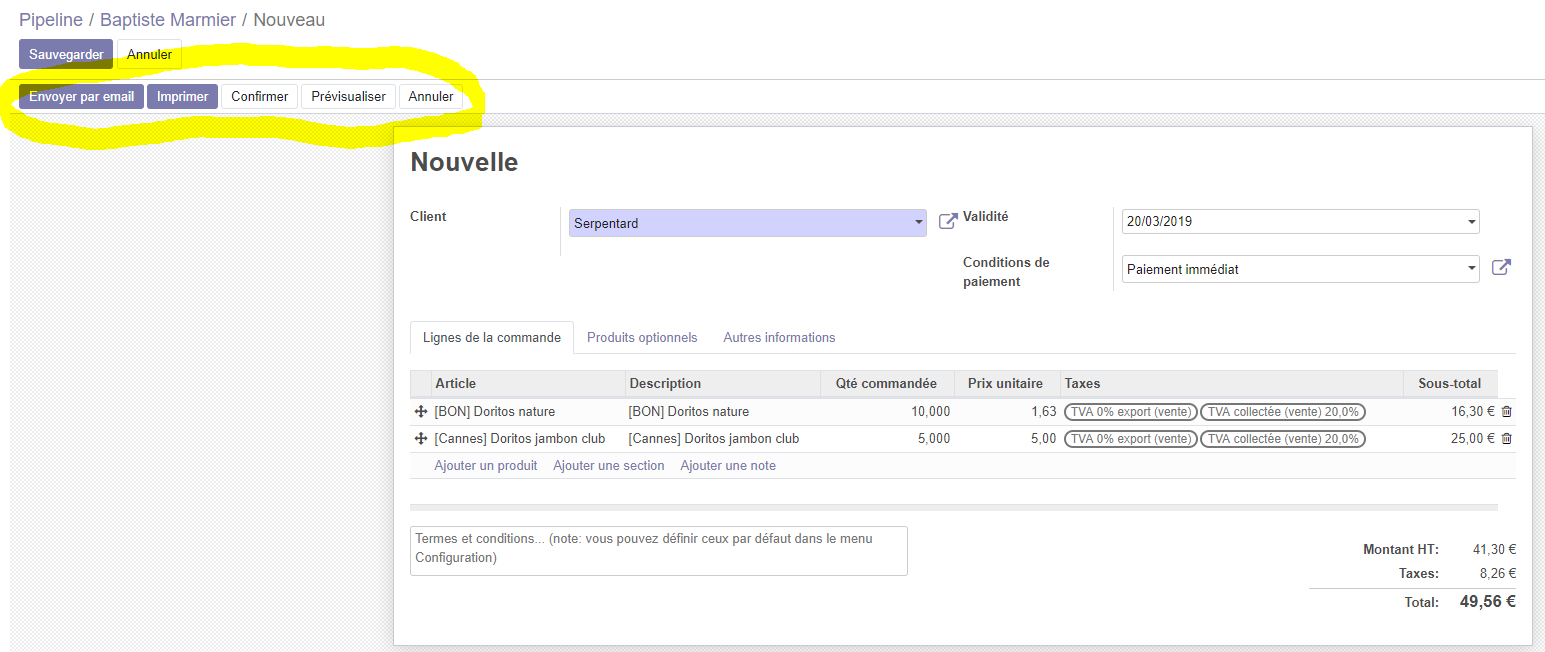 Pipeline / Baptiste Marmier / Nouveau
Sauvegarder Annuler
Envoyer par email Imprimer Confirmer Prévisualiser Annuler
Nouvelle
Client Serpentard Validité 20/03/2019
Conditions de paiement Paiement immédiat
Lignes de la commande Produits optionnels Autres informations
Article Description Qté commandée Prix unitaire Taxes Sous-total
[BON] Doritos nature [BON] Doritos nature 10,000 1,63 TVA 0% export (vente) TVA collectée (vente) 20,0% 16,30 €
[Cannes] Doritos jambon club [Cannes] Doritos jambon club 5,000 5,00 TVA 0% export (vente) TVA collectée (vente) 20,0% 25,00 €
Ajouter un produit Ajouter une section Ajouter une note
Termes et conditions... (note: vous pouvez définir ceux par défaut dans le menu
Configuration)
Montant HT: 41,30 €
Taxes: 8,26 €
Total: 49,56 €